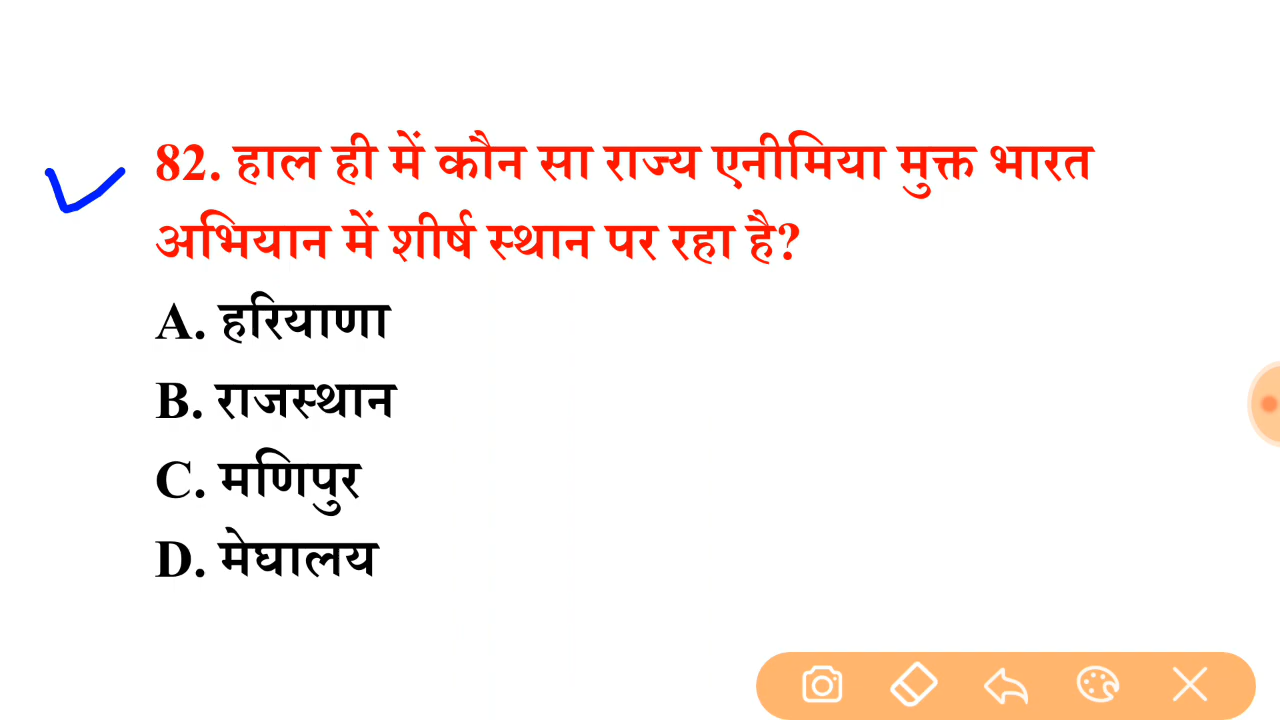 82. हाल ही में कौन सा राज्य एनीमिया मुक्त भारत
अभियान में शीर्ष स्थान पर रहा है?
A. हरियाणा
B. राजस्थान
C. मणिपुर
D. मेघालय